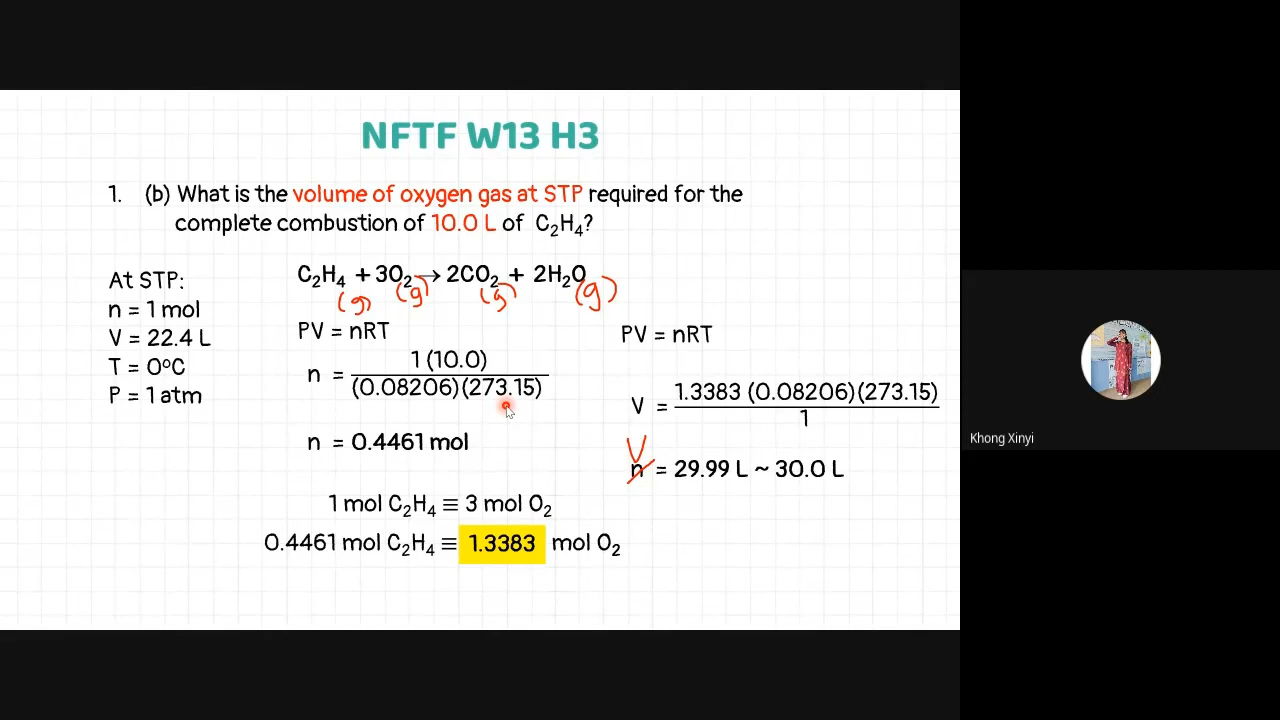 NFTF W13 H3
1. (b) What is the volume of oxygen gas at STP required for the
complete combustion of 10.0 L of C₂H₄?
C₂H₄ + 3O₂ → 2CO₂ + 2H₂O
(g) (g) (g) (g)
At STP:
n = 1 mol
V = 22.4 L
T = 0°C
P = 1 atm
PV = nRT
n = 1 (10.0) / (0.08206)(273.15)
n = 0.4461 mol
1 mol C₂H₄ ≡ 3 mol O₂
0.4461 mol C₂H₄ ≡ 1.3383 mol O₂
PV = nRT
V = 1.3383 (0.08206)(273.15) / 1
V
n = 29.99 L ~ 30.0 L
Khong Xinyi